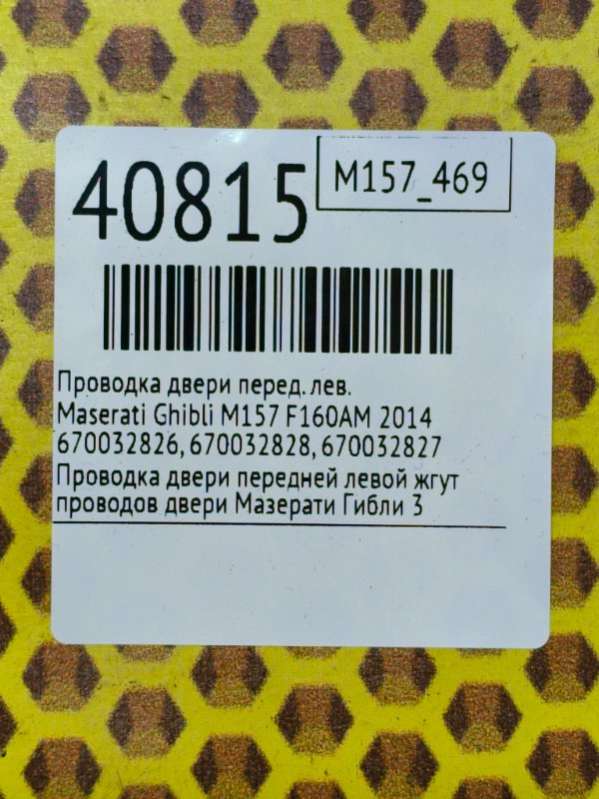 40815
M157_469
Проводка двери перед. лев.
Maserati Ghibli M157 F160AM 2014
670032826, 670032828, 670032827
Проводка двери передней левой жгут
проводов двери Мазерати Гибли 3